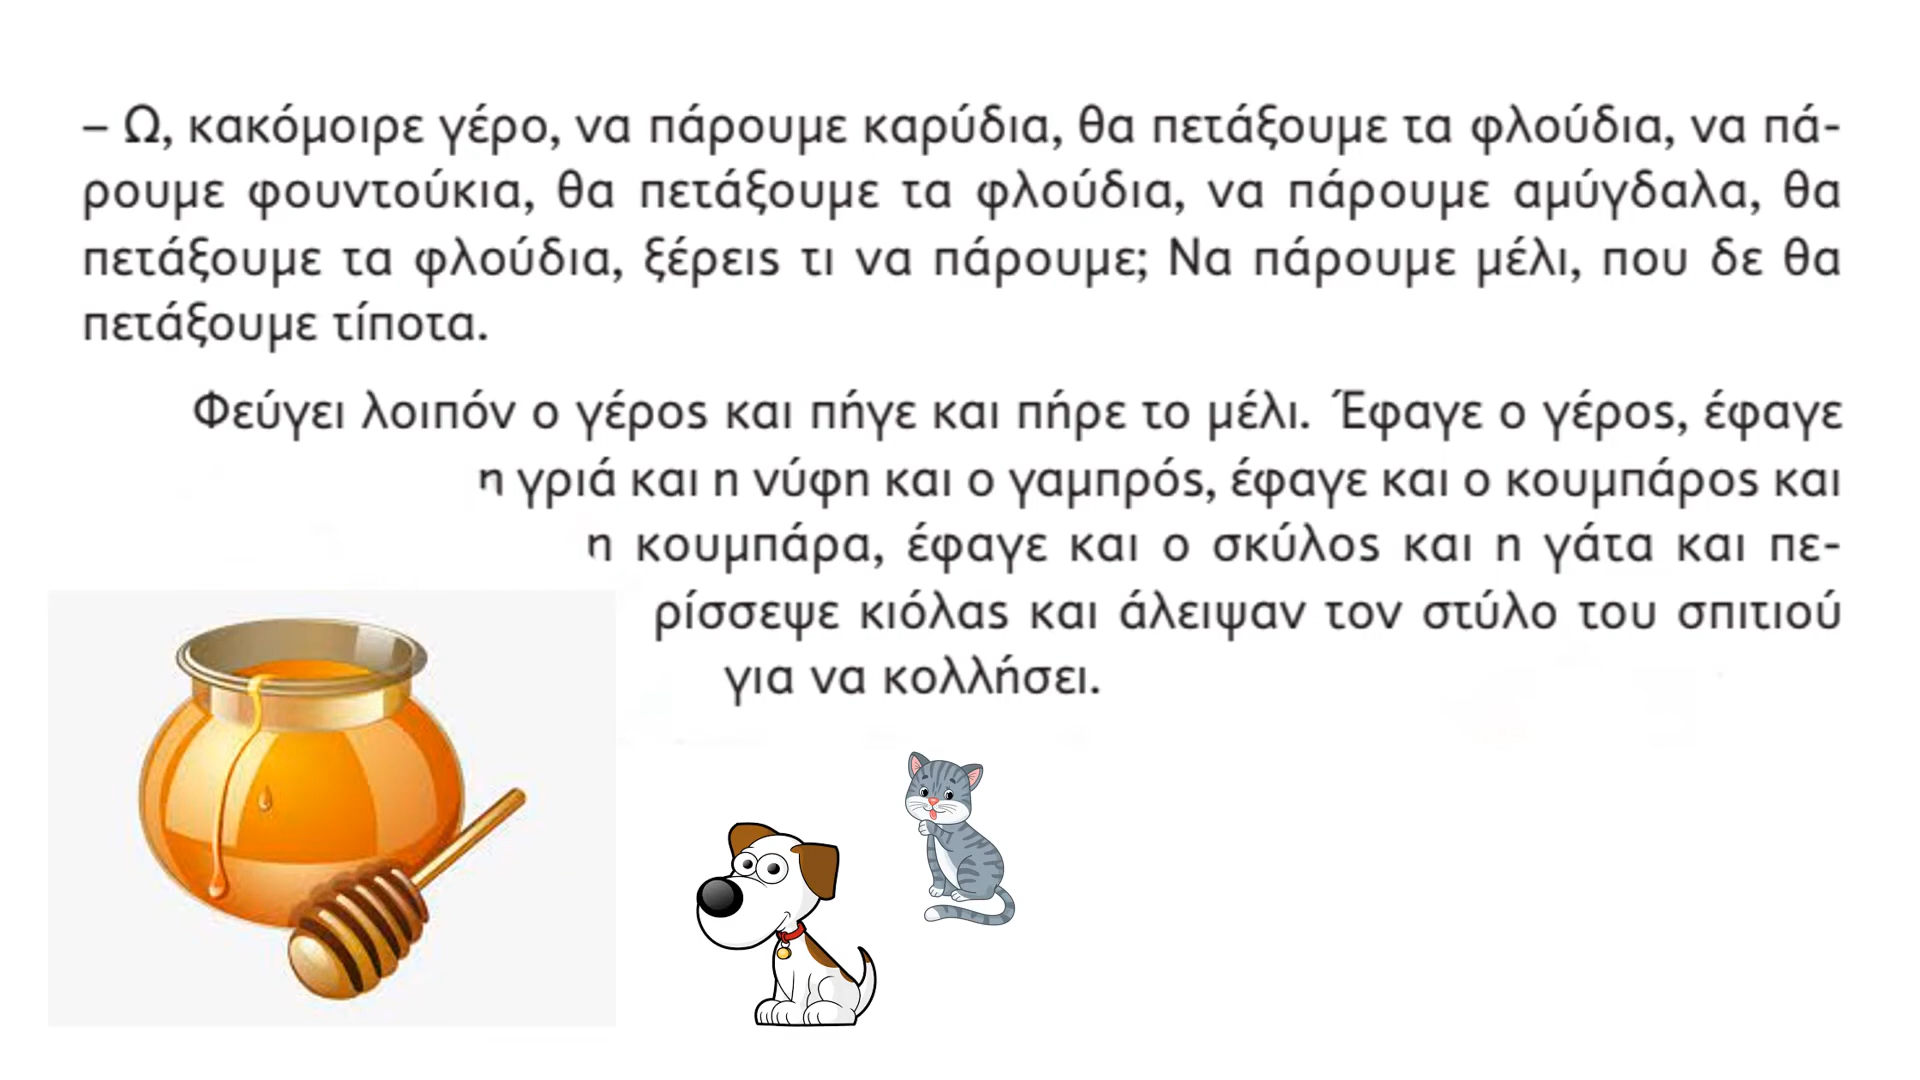 – Ω, κακόμοιρε γέρο, να πάρουμε καρύδια, θα πετάξουμε τα φλούδια, να πά-
ρουμε φουντούκια, θα πετάξουμε τα φλούδια, να πάρουμε αμύγδαλα, θα
πετάξουμε τα φλούδια, ξέρεις τι να πάρουμε; Να πάρουμε μέλι, που δε θα
πετάξουμε τίποτα.
Φεύγει λοιπόν ο γέρος και πήγε και πήρε το μέλι. Έφαγε ο γέρος, έφαγε
η γριά και η νύφη και ο γαμπρός, έφαγε και ο κουμπάρος και
η κουμπάρα, έφαγε και ο σκύλος και η γάτα και πε-
ρίσσεψε κιόλας και άλειψαν τον στύλο του σπιτιού
για να κολλήσει.